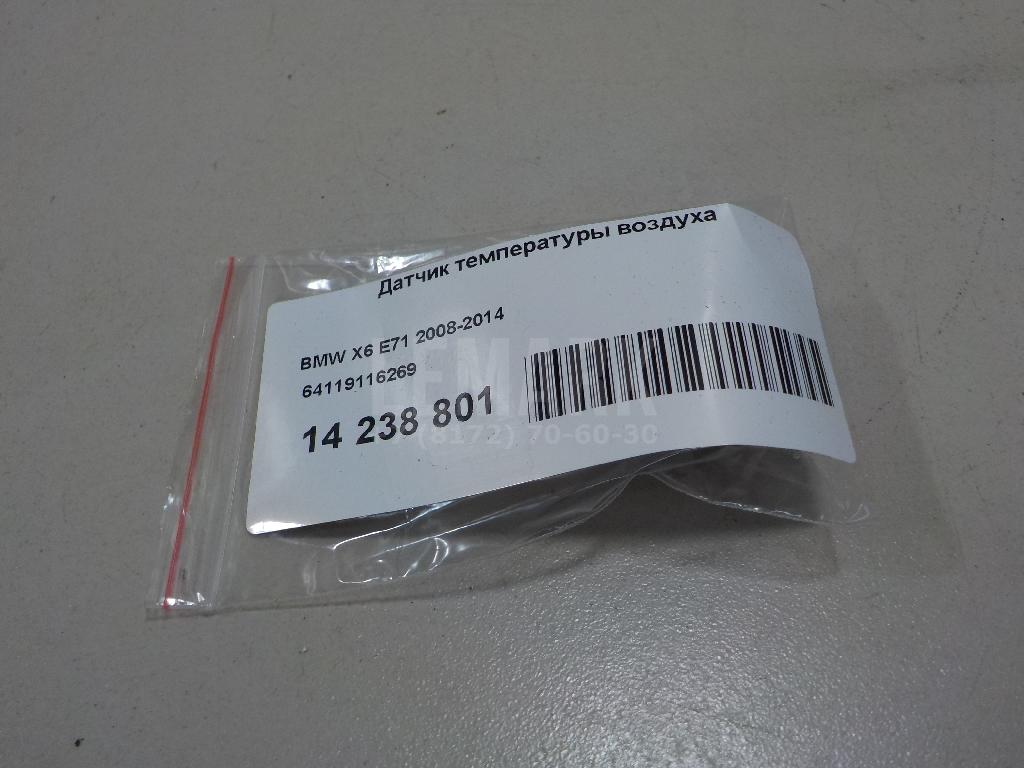 Датчик температуры воздуха
BMW X6 E71 2008-2014
64119116269
14 238 801
(8172) 70-60-30